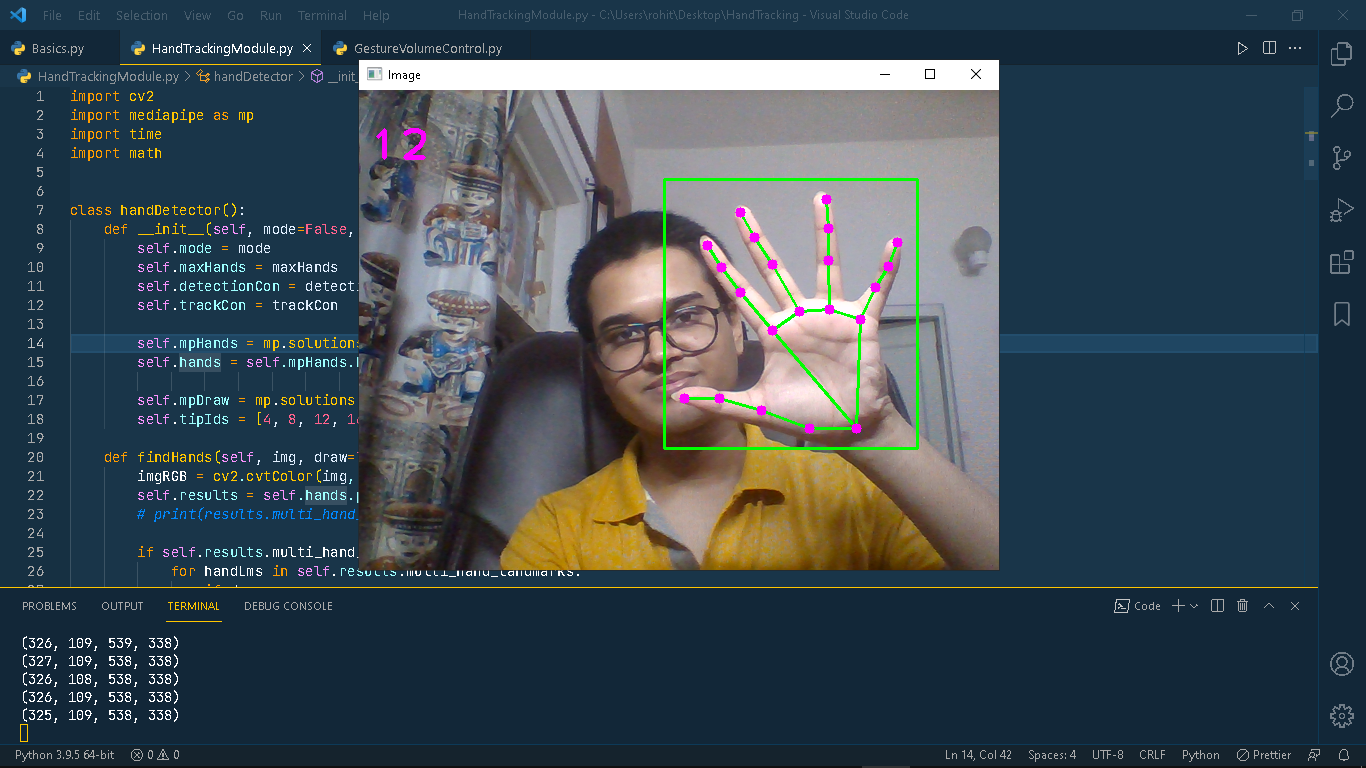 File Edit Selection View Go Run Terminal Help HandTrackingModule.py - C:\Users\rohit\Desktop\HandTracking - Visual Studio Code
Basics.py HandTrackingModule.py GestureVolumeControl.py
HandTrackingModule.py > handDetector > __init_
Image
12
1 import cv2
2 import mediapipe as mp
3 import time
4 import math
5
6
7 class handDetector():
8 def __init__(self, mode=False,
9 self.mode = mode
10 self.maxHands = maxHands
11 self.detectionCon = detecti
12 self.trackCon = trackCon
13
14 self.mpHands = mp.solutions
15 self.hands = self.mpHands.
16
17 self.mpDraw = mp.solutions
18 self.tipIds = [4, 8, 12, 1
19
20 def findHands(self, img, draw=
21 imgRGB = cv2.cvtColor(img,
22 self.results = self.hands.p
23 # print(results.multi_hand_
24
25 if self.results.multi_hand_
26 for handLms in self.results.multi_hand_landmarks:
PROBLEMS OUTPUT TERMINAL DEBUG CONSOLE Code
(326, 109, 539, 338)
(327, 109, 538, 338)
(326, 108, 538, 338)
(326, 109, 538, 338)
(325, 109, 538, 338)
Python 3.9.5 64-bit 0 0 Ln 14, Col 42 Spaces: 4 UTF-8 CRLF Python Prettier